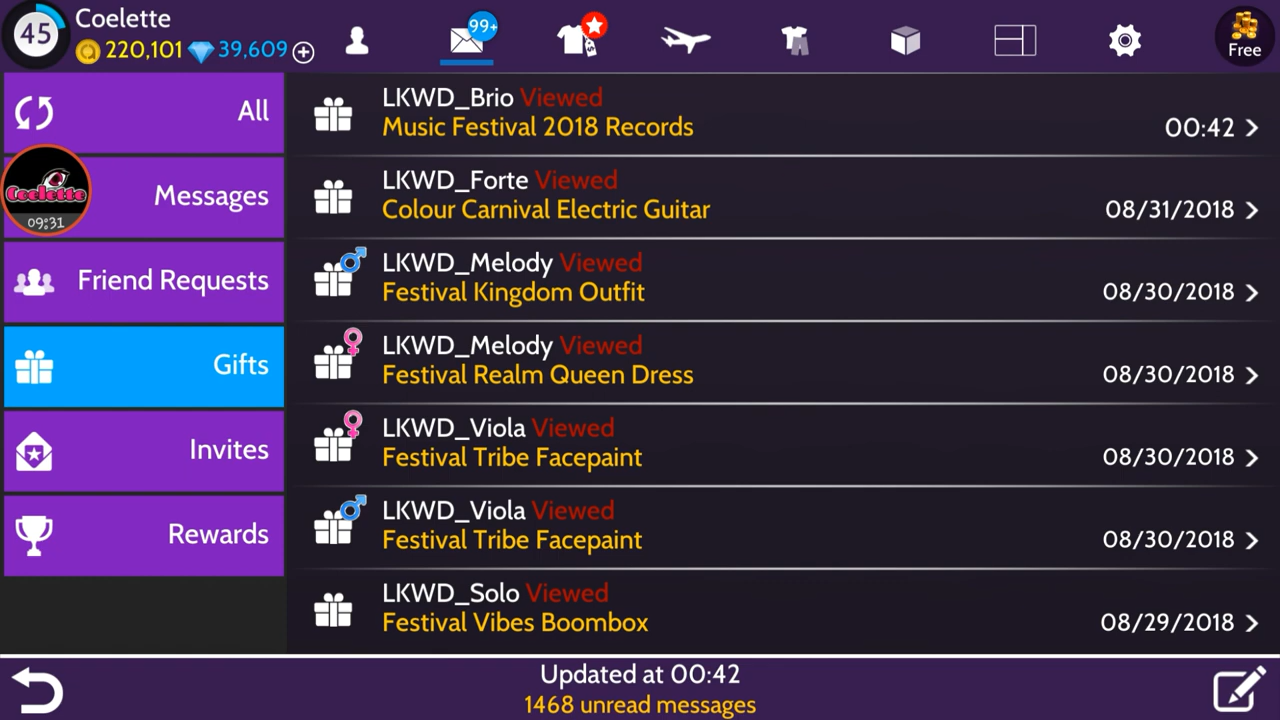 45
Coelette
220,101 39,609
99+
Free
All
Coelette
09:31
Messages
Friend Requests
Gifts
Invites
Rewards
LKWD_Brio Viewed
Music Festival 2018 Records
00:42
LKWD_Forte Viewed
Colour Carnival Electric Guitar
08/31/2018
LKWD_Melody Viewed
Festival Kingdom Outfit
08/30/2018
LKWD_Melody Viewed
Festival Realm Queen Dress
08/30/2018
LKWD_Viola Viewed
Festival Tribe Facepaint
08/30/2018
LKWD_Viola Viewed
Festival Tribe Facepaint
08/30/2018
LKWD_Solo Viewed
Festival Vibes Boombox
08/29/2018
Updated at 00:42
1468 unread messages